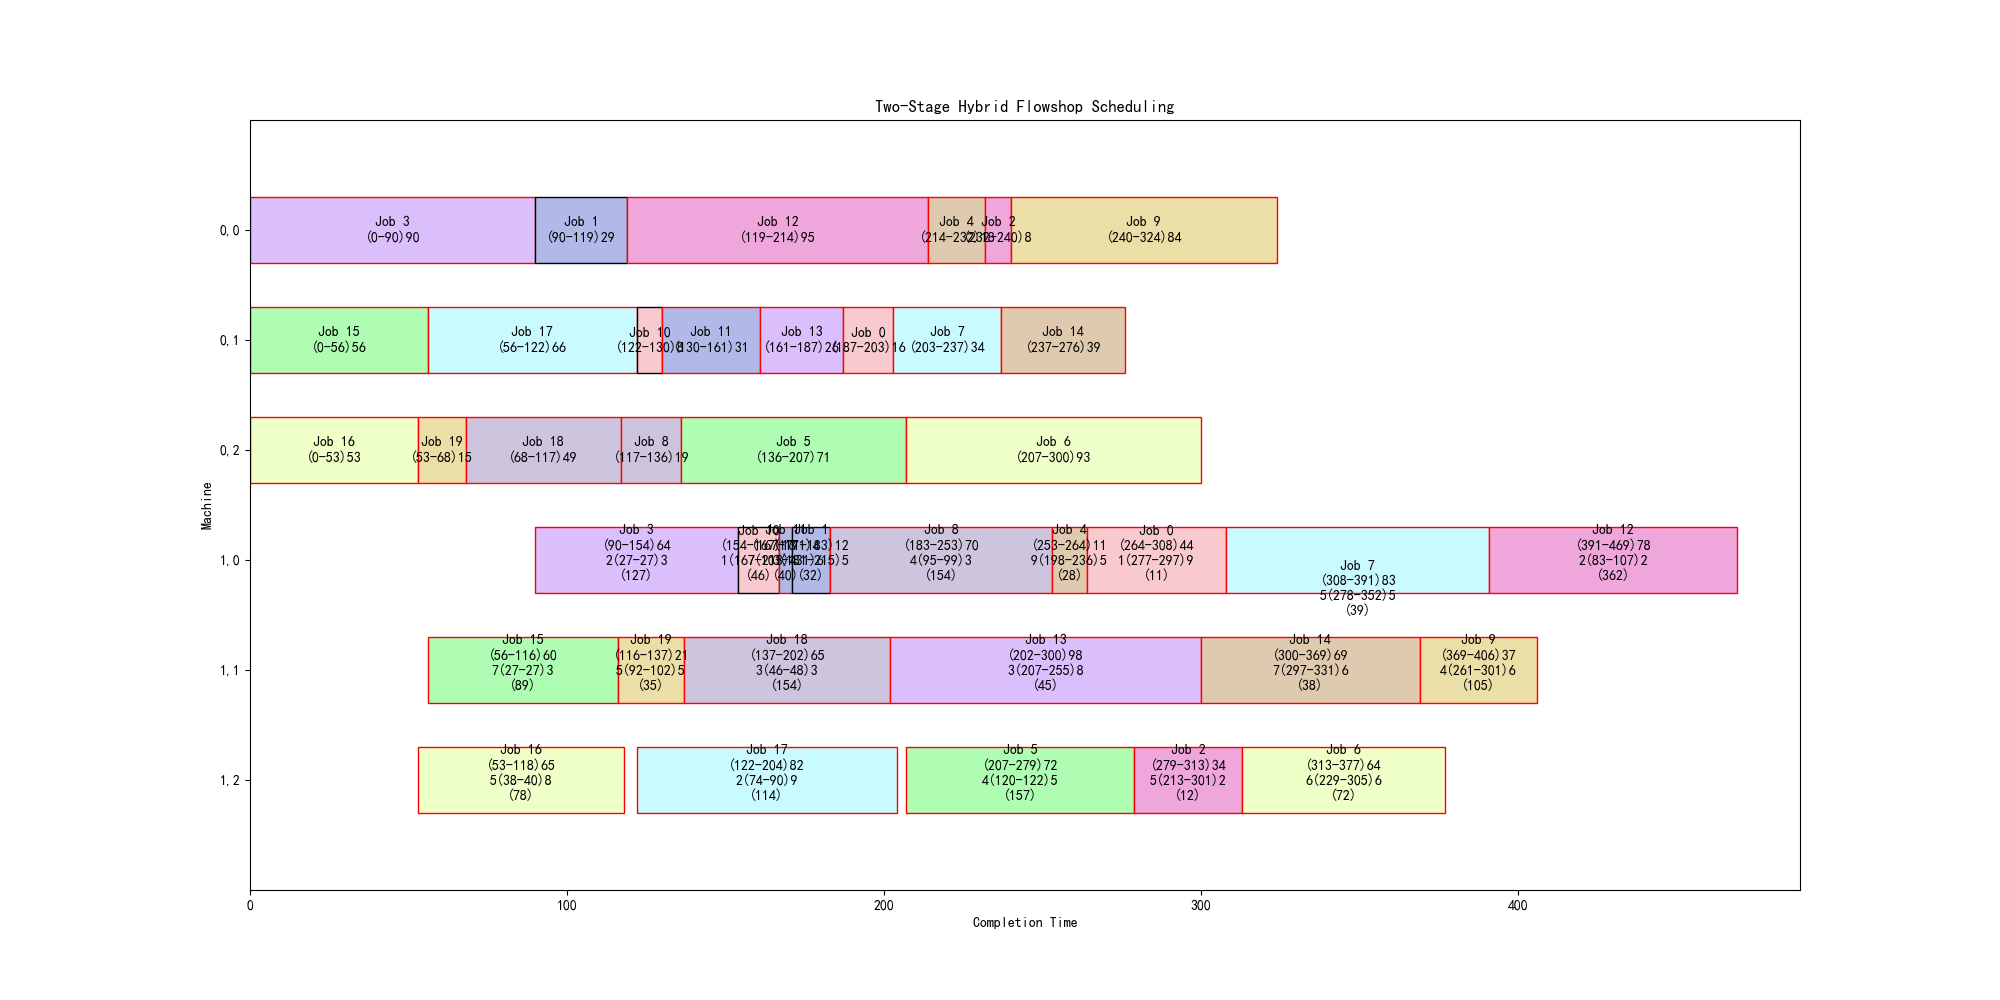 Two-Stage Hybrid Flowshop Scheduling
Machine
0,0
Job 3
(0-90)90
Job 1
(90-119)29
Job 12
(119-214)95
Job 4
(214-232)18
Job 2
(232-240)8
Job 9
(240-324)84
0,1
Job 15
(0-56)56
Job 17
(56-122)66
Job 10
(122-130)8
Job 11
(130-161)31
Job 13
(161-187)26
Job 0
(187-203)16
Job 7
(203-237)34
Job 14
(237-276)39
0,2
Job 16
(0-53)53
Job 19
(53-68)15
Job 18
(68-117)49
Job 8
(117-136)19
Job 5
(136-207)71
Job 6
(207-300)93
1,0
Job 3
(90-154)64
2(27-27)3
(127)
Job 10
(46)
Job 11
(40)
Job 1
(32)
Job 8
(183-253)70
4(95-99)3
(154)
Job 4
(253-264)11
9(198-236)5
(28)
Job 0
(264-308)44
1(277-297)9
(11)
Job 7
(308-391)83
5(278-352)5
(39)
Job 12
(391-469)78
2(83-107)2
(362)
1,1
Job 15
(56-116)60
7(27-27)3
(89)
Job 19
(116-137)21
5(92-102)5
(35)
Job 18
(137-202)65
3(46-48)3
(154)
Job 13
(202-300)98
3(207-255)8
(45)
Job 14
(300-369)69
7(297-331)6
(38)
Job 9
(369-406)37
4(261-301)6
(105)
1,2
Job 16
(53-118)65
5(38-40)8
(78)
Job 17
(122-204)82
2(74-90)9
(114)
Job 5
(207-279)72
4(120-122)5
(157)
Job 2
(279-313)34
5(213-301)2
(12)
Job 6
(313-377)64
6(229-305)6
(72)
0
100
200
300
400
Completion Time